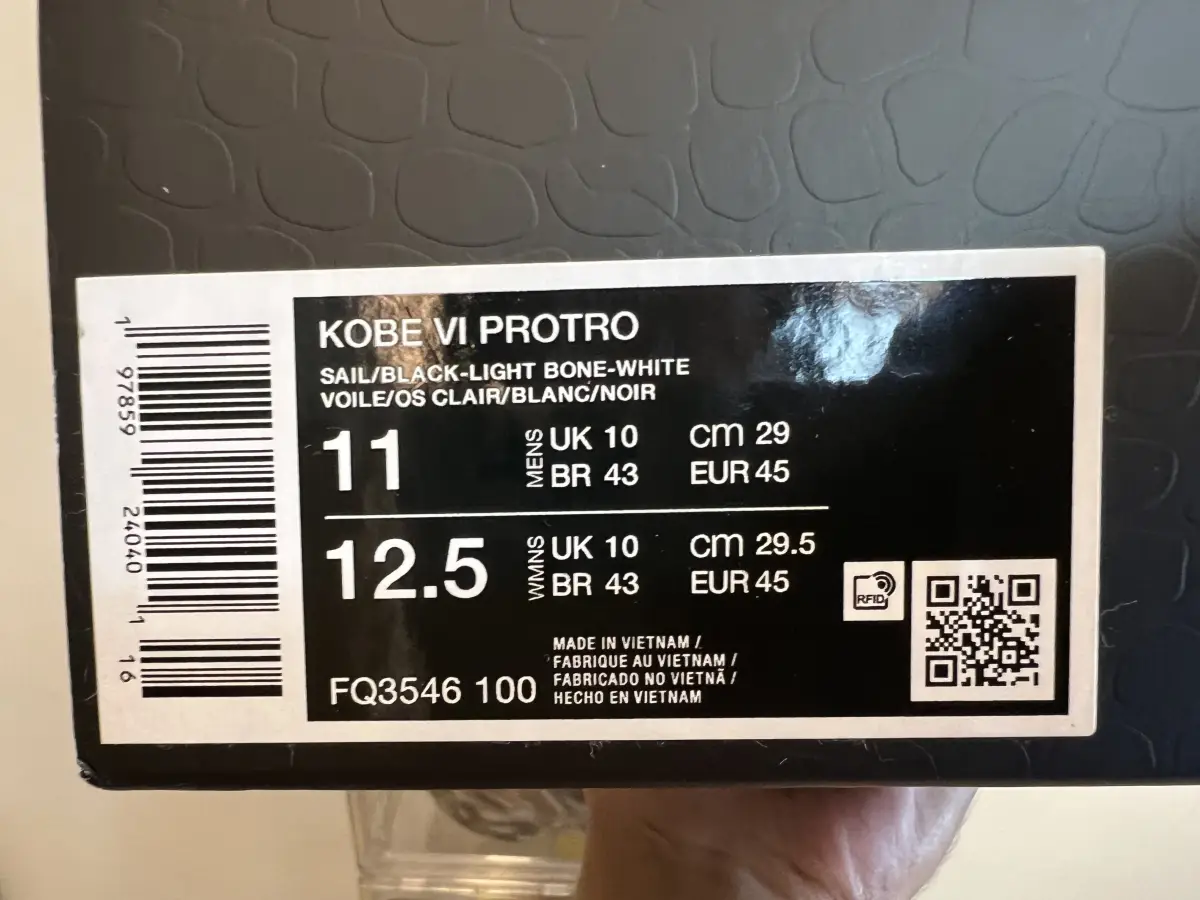 KOBE VI PROTRO
SAIL/BLACK-LIGHT BONE-WHITE
VOILE/OS CLAIR/BLANC/NOIR
11
MENS
UK 10
CM 29
BR 43
EUR 45
12.5
WMNS
UK 10
CM 29.5
BR 43
EUR 45
RFID
FQ3546 100
MADE IN VIETNAM /
FABRIQUE AU VIETNAM /
FABRICADO NO VIETNÃ /
HECHO EN VIETNAM
1 97859 24040 1 16